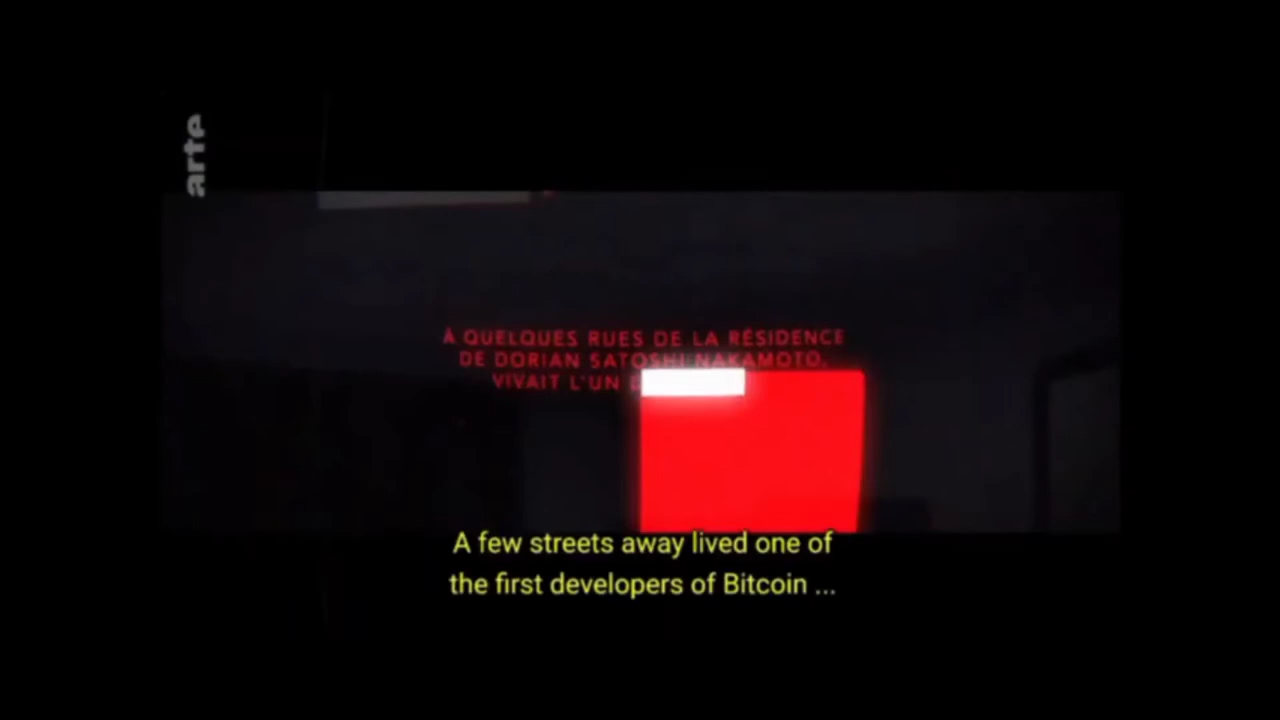 arte
À QUELQUES RUES DE LA RÉSIDENCE
DE DORIAN SATOSHI NAKAMOTO,
VIVAIT L'UN
A few streets away lived one of
the first developers of Bitcoin ...